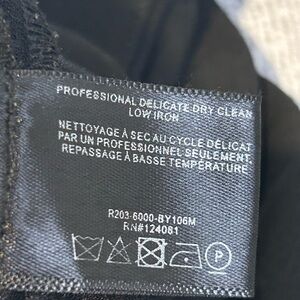 PROFESSIONAL DELICATE DRY CLEAN
LOW IRON
NETTOYAGE À SEC AU CYCLE DÉLICAT
PAR UN PROFESSIONNEL SEULEMENT.
REPASSAGE À BASSE TEMPÉRATURE
R203-6000-BY106M
RN#124081
P